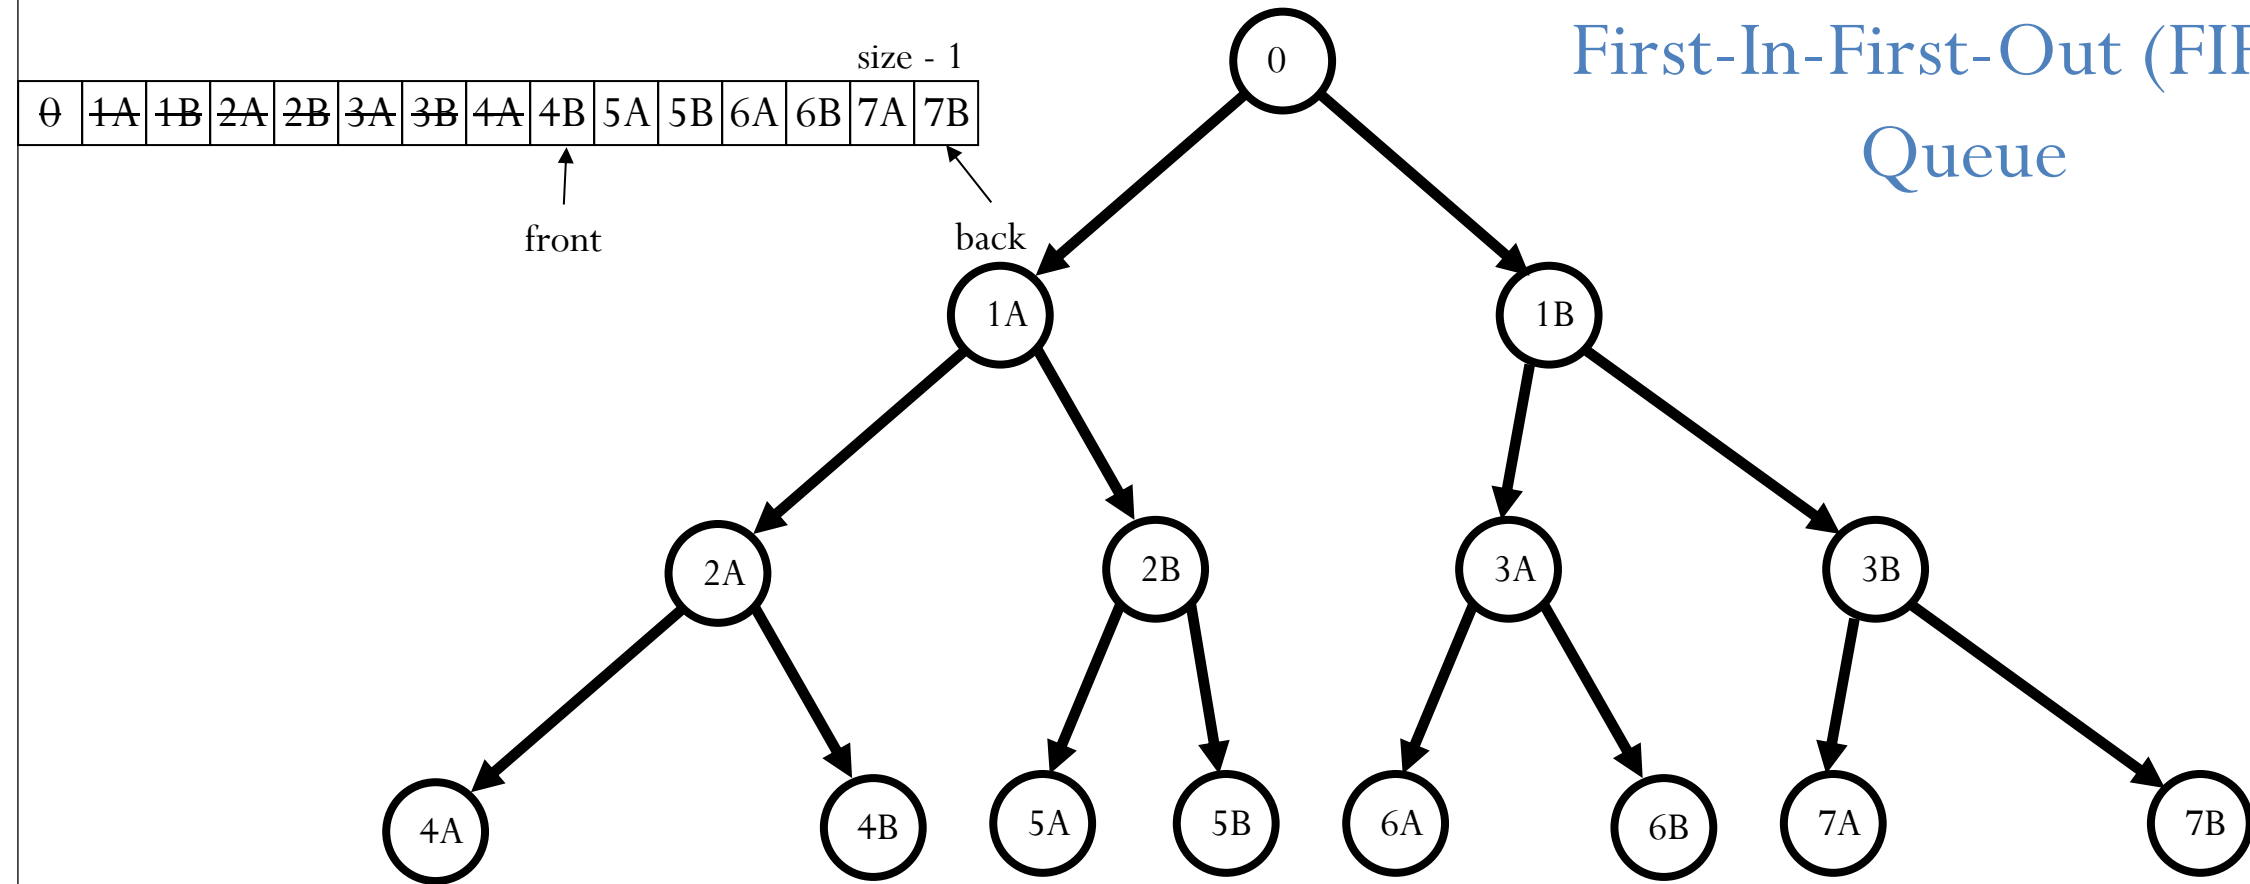 First-In-First-Out (FI
Queue
size - 1
0 1A 1B 2A 2B 3A 3B 4A 4B 5A 5B 6A 6B 7A 7B
front
back
0
1A 1B
2A 2B 3A 3B
4A 4B 5A 5B 6A 6B 7A 7B